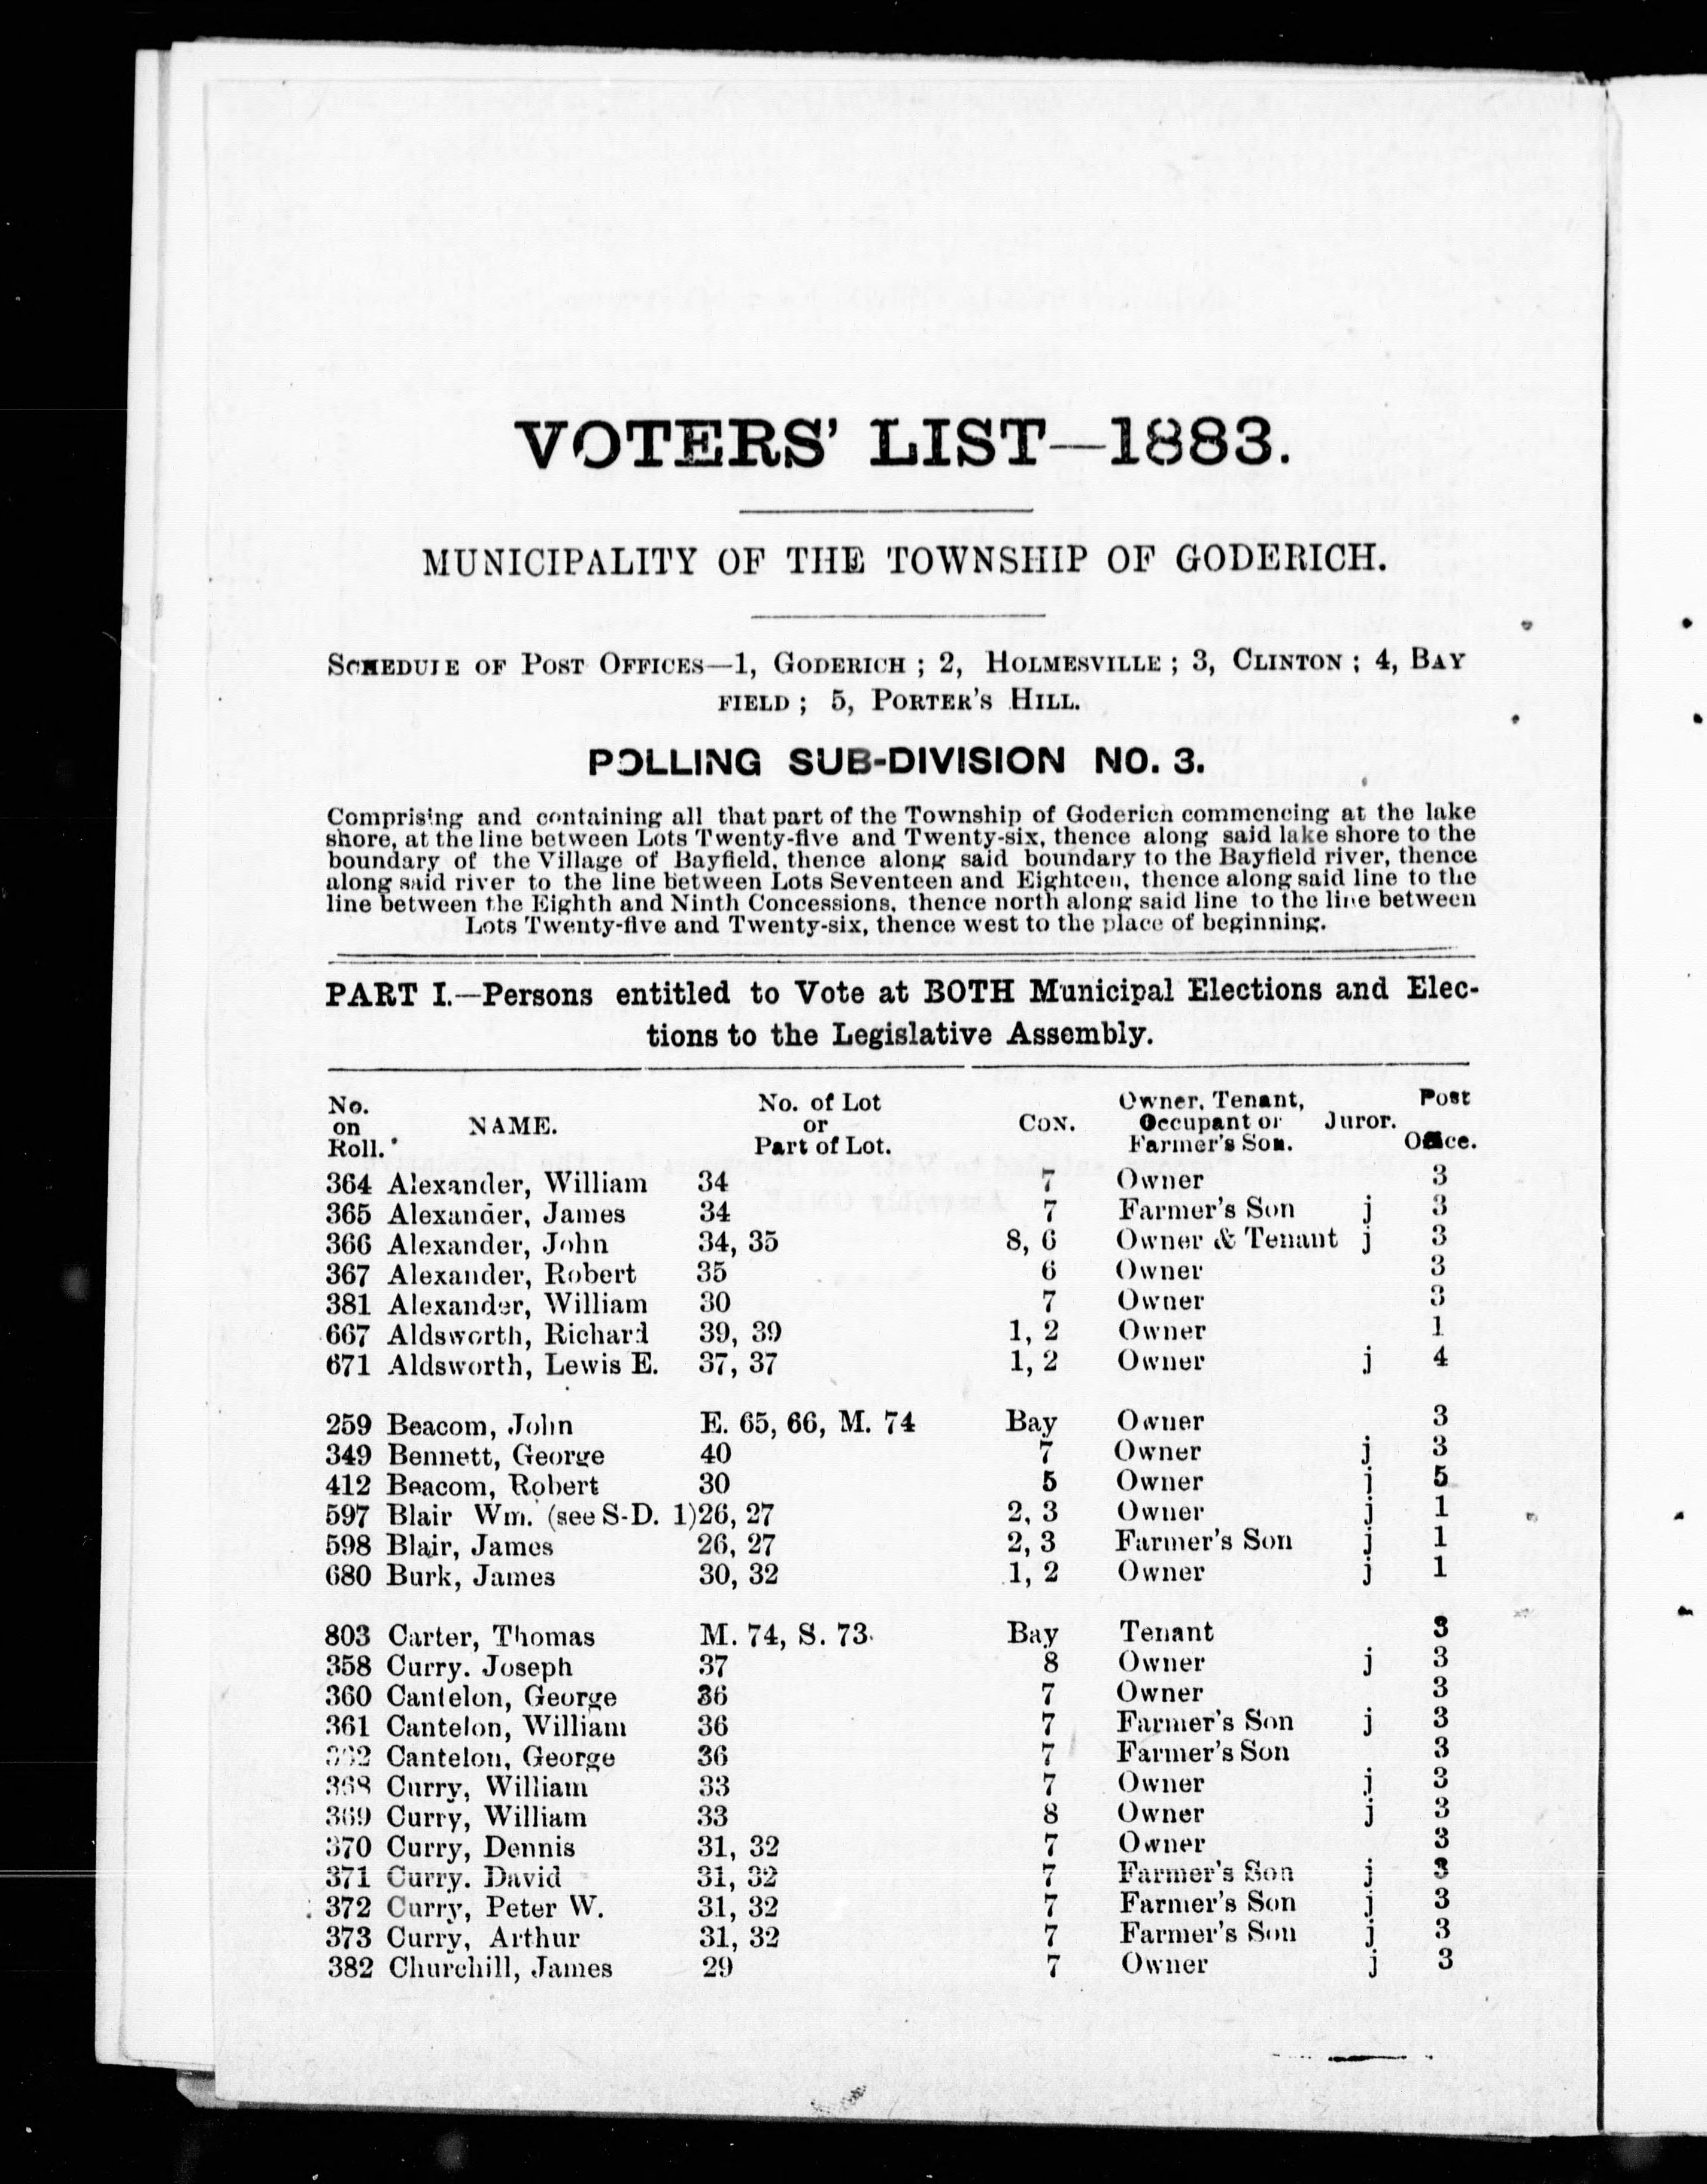 VOTERS' LIST—1883.
MUNICIPALITY OF THE TOWNSHIP OF GODERICH.
SCHEDULE OF POST OFFICES—1, GODERICH ; 2, HOLMESVILLE ; 3, CLINTON ; 4, BAY
FIELD ; 5, PORTER'S HILL.
POLLING SUB-DIVISION NO. 3.
Comprising and containing all that part of the Township of Goderich commencing at the lake
shore, at the line between Lots Twenty-five and Twenty-six, thence along said lake shore to the
boundary of the Village of Bayfield, thence along said boundary to the Bayfield river, thence
along said river to the line between Lots Seventeen and Eighteen, thence along said line to the
line between the Eighth and Ninth Concessions, thence north along said line to the line between
Lots Twenty-five and Twenty-six, thence west to the place of beginning.
PART I.—Persons entitled to Vote at BOTH Municipal Elections and Elec-
tions to the Legislative Assembly.
No. on Roll. NAME. No. of Lot or Part of Lot. CON. Owner, Tenant, Occupant or Farmer's Son. Juror. Post Office.
364 Alexander, William 34 7 Owner 3
365 Alexander, James 34 7 Farmer's Son j 3
366 Alexander, John 34, 35 8, 6 Owner & Tenant j 3
367 Alexander, Robert 35 6 Owner 3
381 Alexander, William 30 7 Owner 3
667 Aldsworth, Richard 39, 39 1, 2 Owner 1
671 Aldsworth, Lewis E. 37, 37 1, 2 Owner j 4
259 Beacom, John E. 65, 66, M. 74 Bay Owner 3
349 Bennett, George 40 7 Owner j 3
412 Beacom, Robert 30 5 Owner j 5
597 Blair Wm. (see S-D. 1) 26, 27 2, 3 Owner j 1
598 Blair, James 26, 27 2, 3 Farmer's Son j 1
680 Burk, James 30, 32 1, 2 Owner j 1
803 Carter, Thomas M. 74, S. 73. Bay Tenant 3
358 Curry. Joseph 37 8 Owner j 3
360 Cantelon, George 36 7 Owner 3
361 Cantelon, William 36 7 Farmer's Son j 3
362 Cantelon, George 36 7 Farmer's Son 3
368 Curry, William 33 7 Owner j 3
369 Curry, William 33 8 Owner j 3
370 Curry, Dennis 31, 32 7 Owner 3
371 Curry. David 31, 32 7 Farmer's Son j 3
372 Curry, Peter W. 31, 32 7 Farmer's Son j 3
373 Curry, Arthur 31, 32 7 Farmer's Son j 3
382 Churchill, James 29 7 Owner j 3